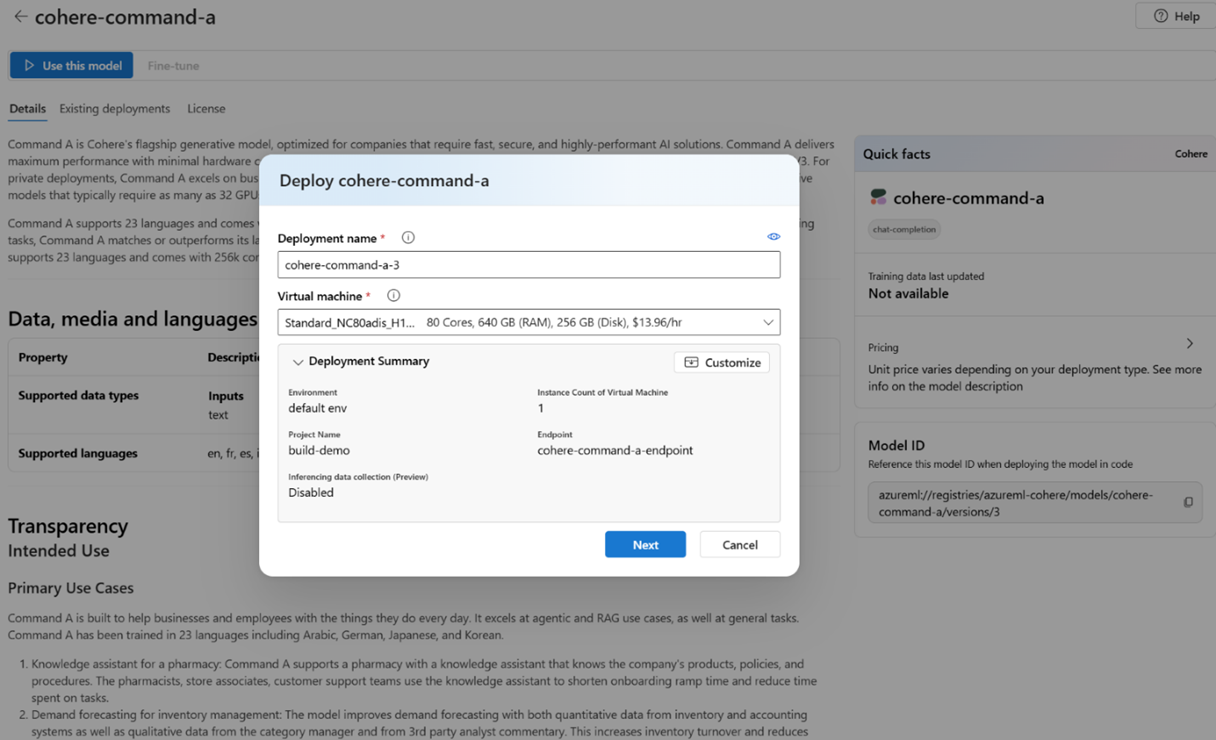 cohere-command-a
Help
Use this model
Fine-tune
Details
Existing deployments
License
Command A is Cohere's flagship generative model, optimized for companies that require fast, secure, and highly-performant AI solutions. Command A delivers
maximum performance with minimal hardware c
/3. For
private deployments, Command A excels on bus
ve
models that typically require as many as 32 GPU
Command A supports 23 languages and comes
ng
tasks, Command A matches or outperforms its la
supports 23 languages and comes with 256k con
Data, media and languages
Property
Descripti
Supported data types
Inputs
text
Supported languages
en, fr, es, i
Transparency
Intended Use
Primary Use Cases
Command A is built to help businesses and employees with the things they do every day. It excels at agentic and RAG use cases, as well as general tasks.
Command A has been trained in 23 languages including Arabic, German, Japanese, and Korean.
1. Knowledge assistant for a pharmacy: Command A supports a pharmacy with a knowledge assistant that knows the company's products, policies, and
procedures. The pharmacists, store associates, customer support teams use the knowledge assistant to shorten onboarding ramp time and reduce time
spent on tasks.
2. Demand forecasting for inventory management: The model improves demand forecasting with both quantitative data from inventory and accounting
systems as well as qualitative data from the category manager and from 3rd party analyst commentary. This increases inventory turnover and reduces
Deploy cohere-command-a
Deployment name *
cohere-command-a-3
Virtual machine *
Standard_NC80adis_H1... 80 Cores, 640 GB (RAM), 256 GB (Disk), $13.96/hr
Deployment Summary
Customize
Environment
default env
Instance Count of Virtual Machine
1
Project Name
build-demo
Endpoint
cohere-command-a-endpoint
Inferencing data collection (Preview)
Disabled
Next
Cancel
Quick facts
Cohere
cohere-command-a
chat-completion
Training data last updated
Not available
Pricing
Unit price varies depending on your deployment type. See more
info on the model description
Model ID
Reference this model ID when deploying the model in code
azureml://registries/azureml-cohere/models/cohere-
command-a/versions/3